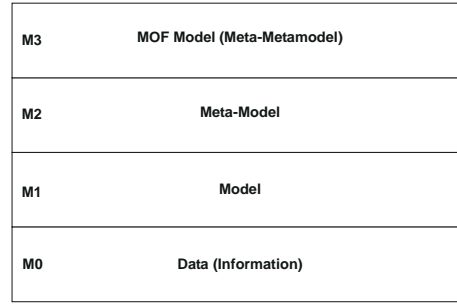 M3 MOF Model (Meta-Metamodel)
M2 Meta-Model
M1 Model
M0 Data (Information)